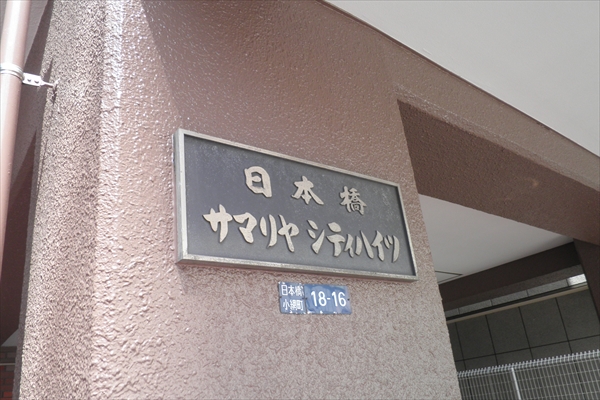 日本橋
サマリヤ シティハイツ
日本橋
小網町
18-16